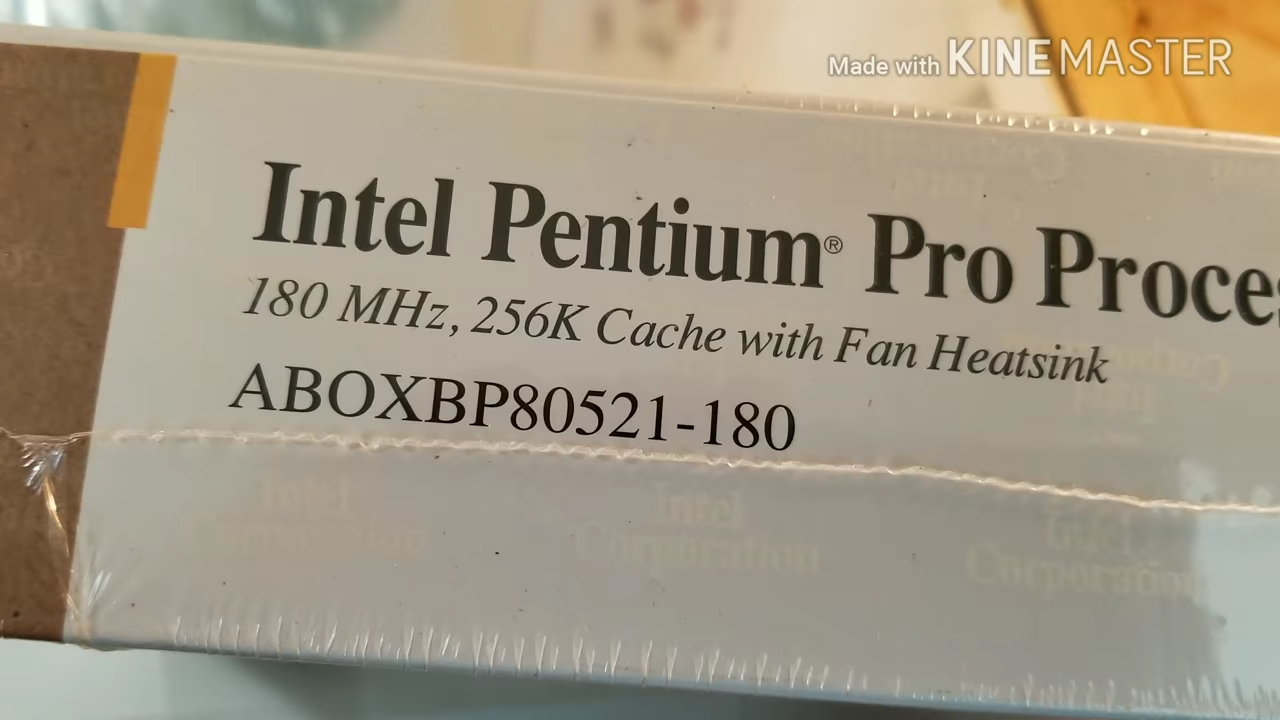 Made with KINEMASTER
Intel Pentium® Pro Proce
180 MHz, 256K Cache with Fan Heatsink
ABOXBP80521-180
Intel Intel Intel
Corporation Corporation Corporation